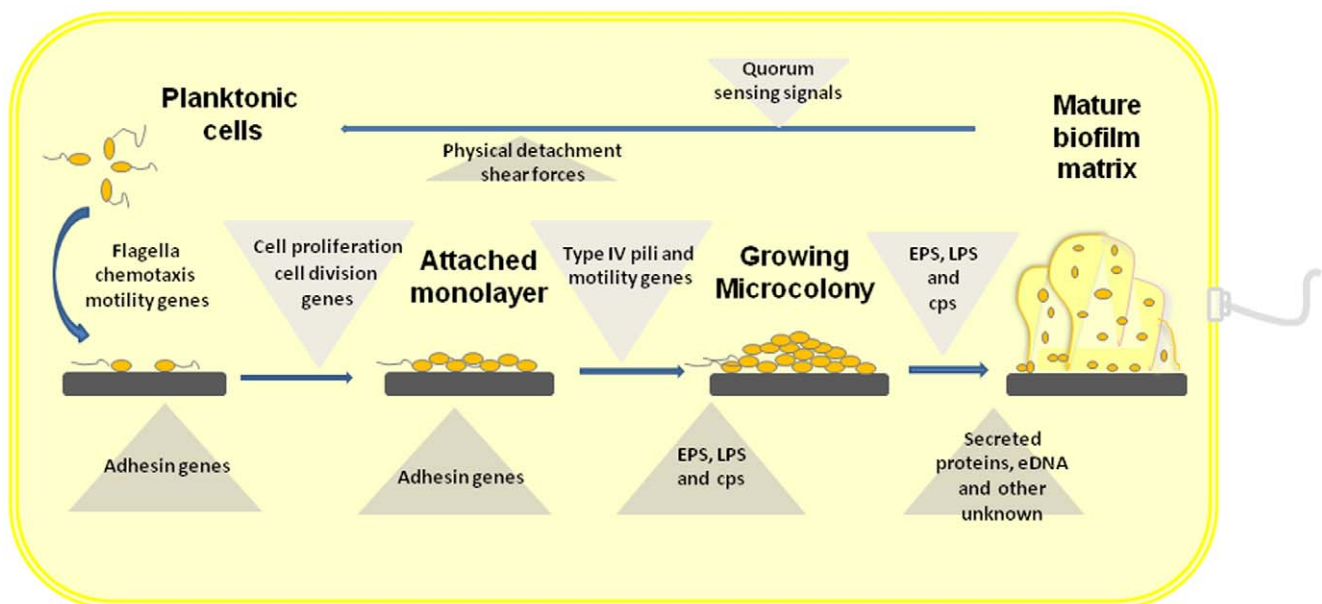 Quorum
sensing signals
Planktonic
cells
Mature
biofilm
matrix
Physical detachment
shear forces
Flagella
chemotaxis
motility genes
Cell proliferation
cell division
genes
Attached
monolayer
Type IV pili and
motility genes
Growing
Microcolony
EPS, LPS
and
cps
Adhesin genes
Adhesin genes
EPS, LPS
and cps
Secreted
proteins, eDNA
and other
unknown